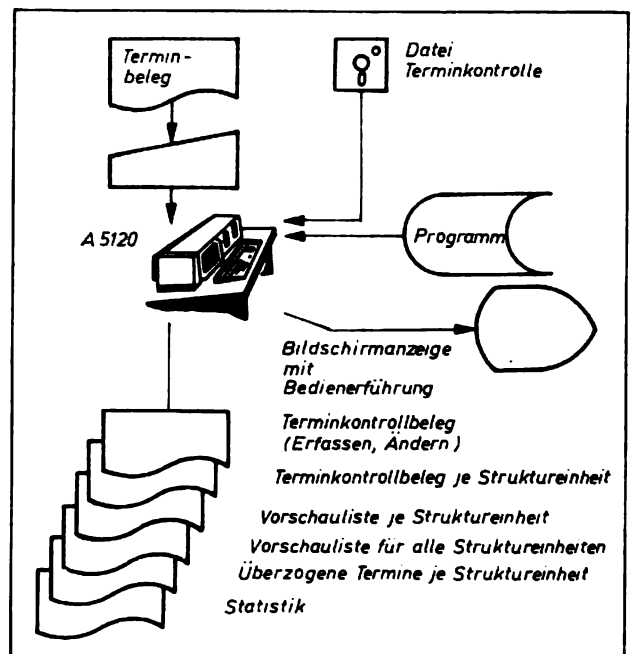 Termin-
beleg
Datei
Terminkontrolle
A 5120
Programm
Bildschirmanzeige
mit
Bedienerführung
Terminkontrollbeleg
(Erfassen, Ändern)
Terminkontrollbeleg je Struktureinheit
Vorschauliste je Struktureinheit
Vorschauliste für alle Struktureinheiten
Überzogene Termine je Struktureinheit
Statistik